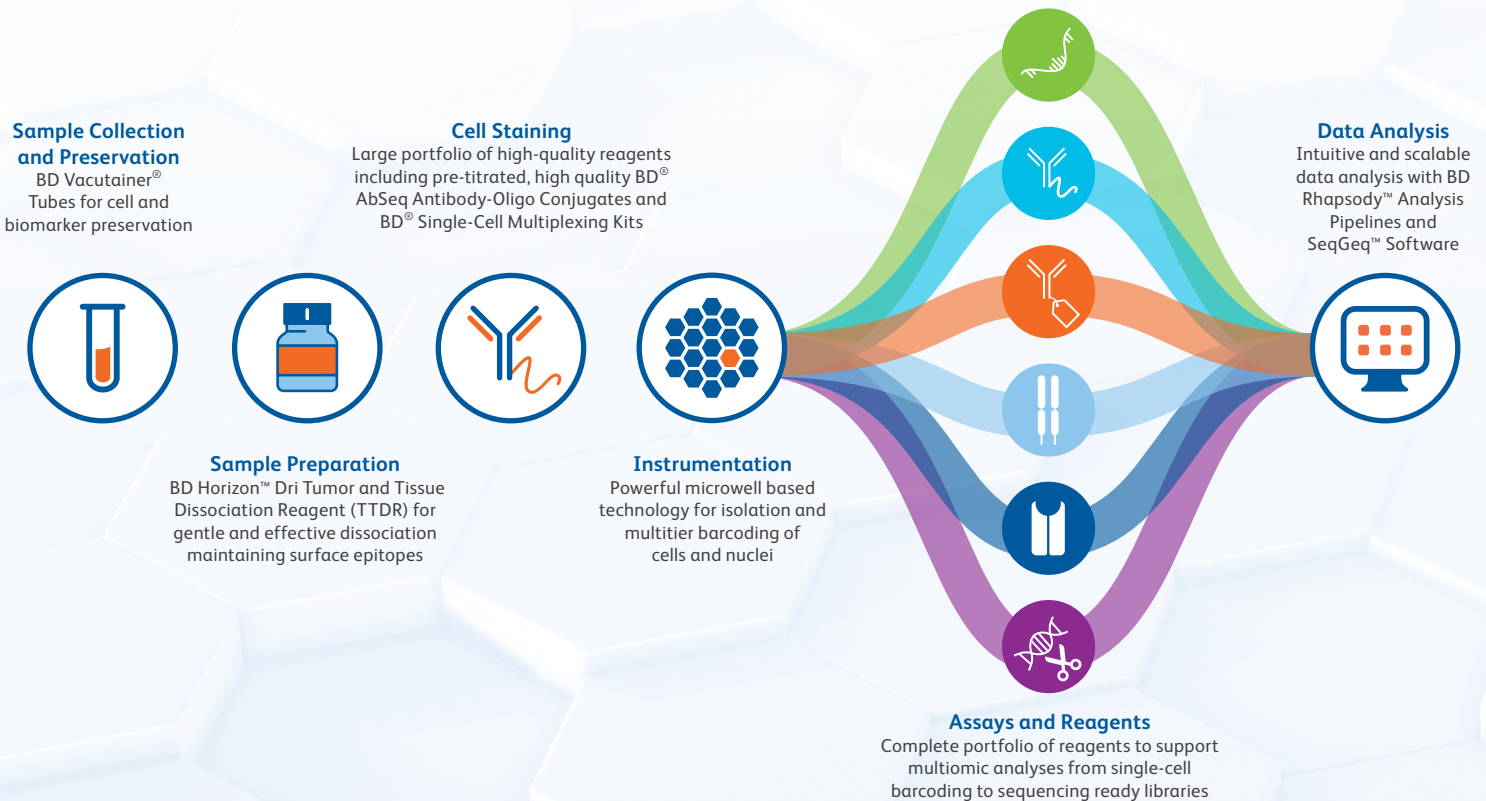 Sample Collection
and Preservation
BD Vacutainer®
Tubes for cell and
biomarker preservation
Sample Preparation
BD Horizon™ Dri Tumor and Tissue
Dissociation Reagent (TTDR) for
gentle and effective dissociation
maintaining surface epitopes
Cell Staining
Large portfolio of high-quality reagents
including pre-titrated, high quality BD®
AbSeq Antibody-Oligo Conjugates and
BD® Single-Cell Multiplexing Kits
Instrumentation
Powerful microwell based
technology for isolation and
multitier barcoding of
cells and nuclei
Assays and Reagents
Complete portfolio of reagents to support
multiomic analyses from single-cell
barcoding to sequencing ready libraries
Data Analysis
Intuitive and scalable
data analysis with BD
Rhapsody™ Analysis
Pipelines and
SeqGeq™ Software